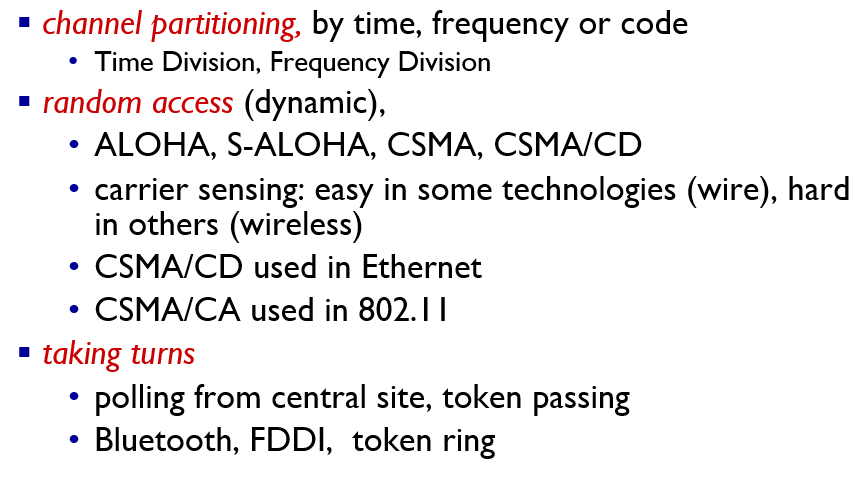 ▪ channel partitioning, by time, frequency or code
• Time Division, Frequency Division
▪ random access (dynamic),
• ALOHA, S-ALOHA, CSMA, CSMA/CD
• carrier sensing: easy in some technologies (wire), hard
in others (wireless)
• CSMA/CD used in Ethernet
• CSMA/CA used in 802.11
▪ taking turns
• polling from central site, token passing
• Bluetooth, FDDI, token ring